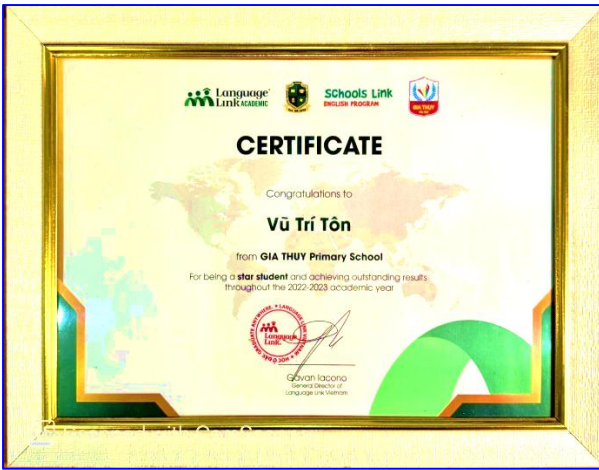 Language
Link ACADEMIC
Schools Link
ENGLISH PROGRAM
GIA THUY
CERTIFICATE
Congratulations to
Vũ Trí Tôn
from GIA THUY Primary School
For being a star student and achieving outstanding results
throughout the 2022-2023 academic year
Language
Link
Gavan Iacono
General Director of
Language Link Vietnam